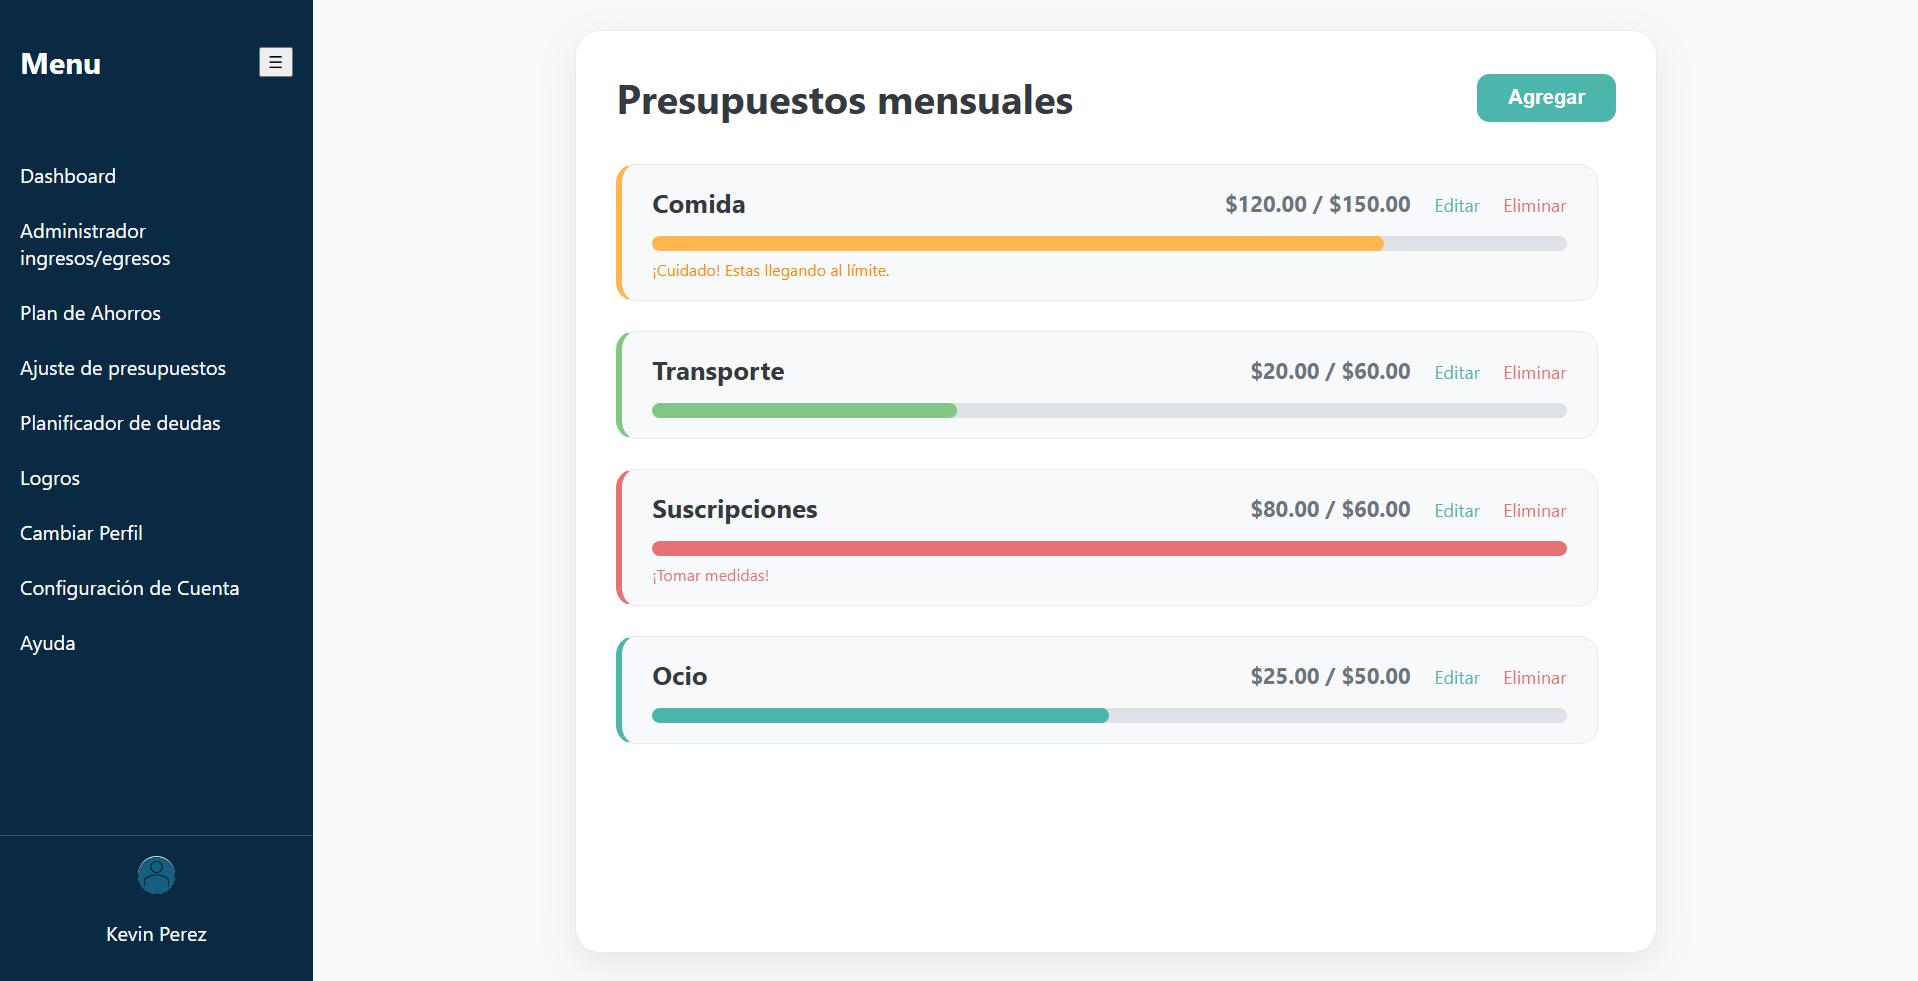 Menu
☰
Dashboard
Administrador
ingresos/egresos
Plan de Ahorros
Ajuste de presupuestos
Planificador de deudas
Logros
Cambiar Perfil
Configuración de Cuenta
Ayuda
Kevin Perez
Presupuestos mensuales
Agregar
Comida $120.00 / $150.00 Editar Eliminar
¡Cuidado! Estas llegando al límite.
Transporte $20.00 / $60.00 Editar Eliminar
Suscripciones $80.00 / $60.00 Editar Eliminar
¡Tomar medidas!
Ocio $25.00 / $50.00 Editar Eliminar